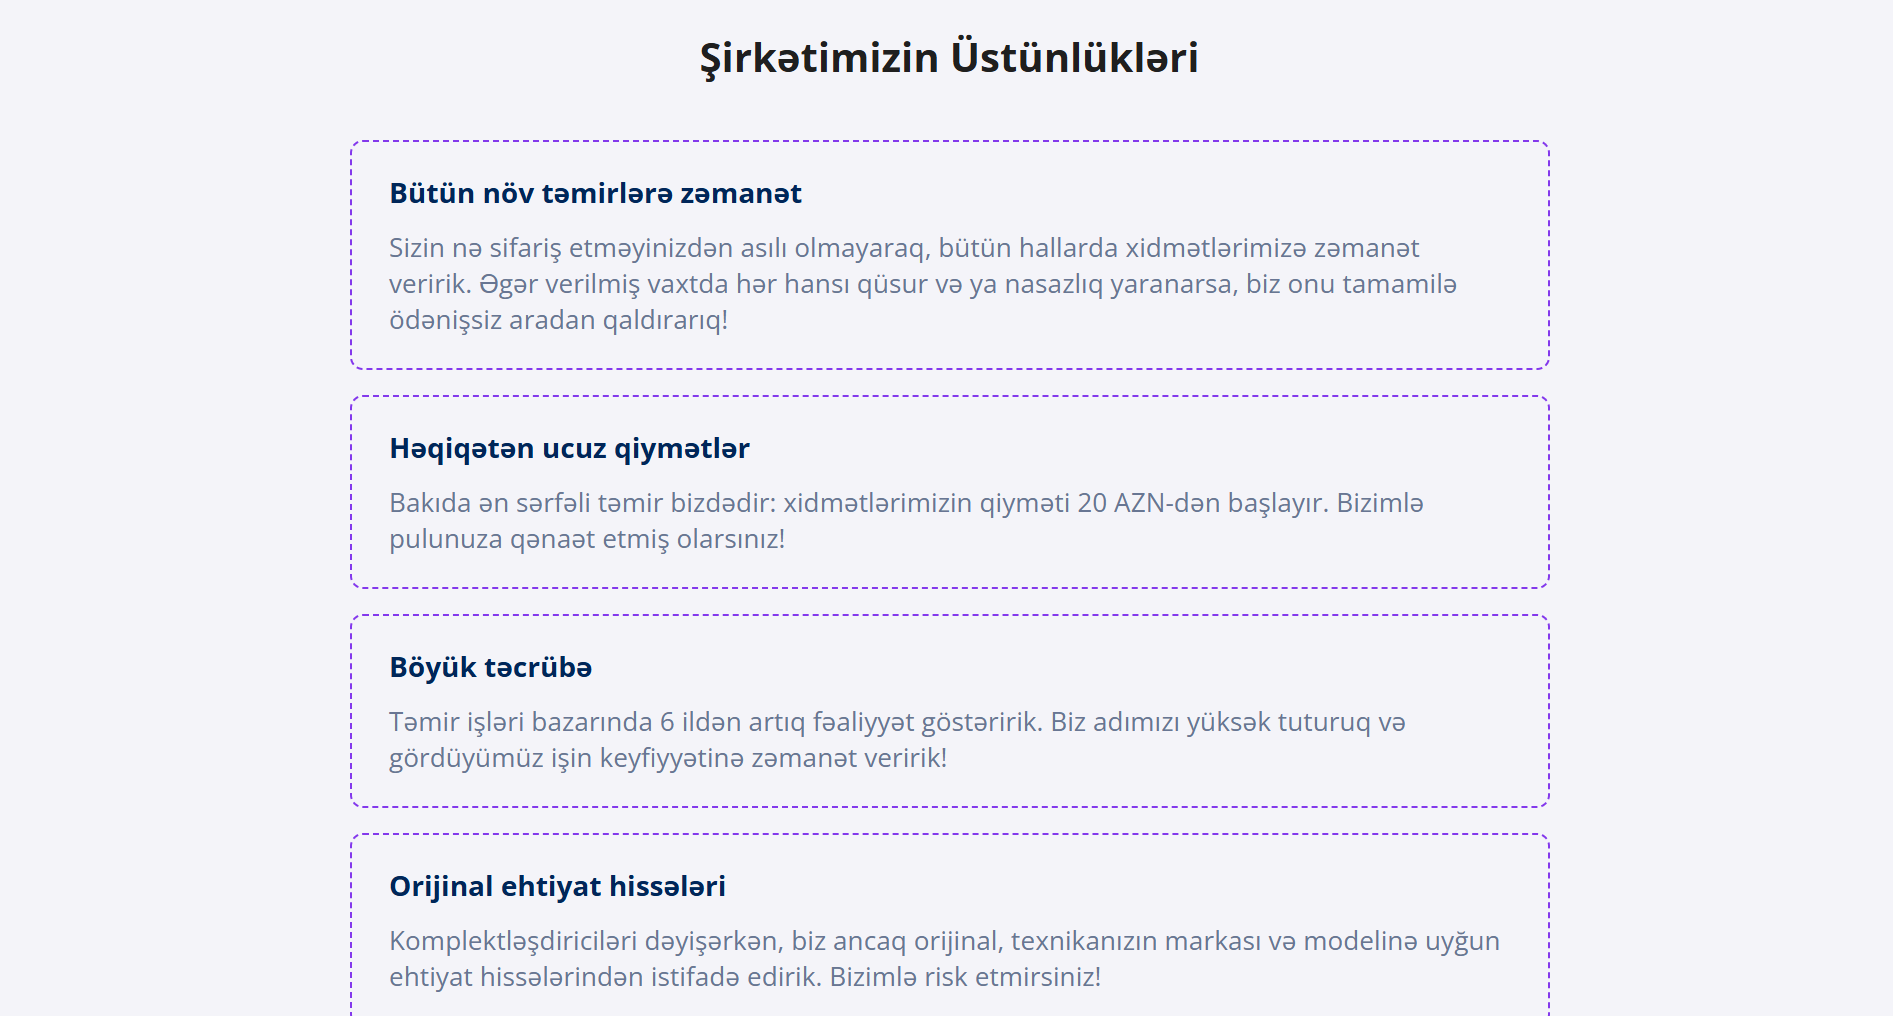 Şirkətimizin Üstünlükləri
Bütün növ təmirlərə zəmanət
Sizin nə sifariş etməyinizdən asılı olmayaraq, bütün hallarda xidmətlərimizə zəmanət
veririk. Əgər verilmiş vaxtda hər hansı qüsur və ya nasazlıq yaranarsa, biz onu tamamilə
ödənişsiz aradan qaldırarıq!
Həqiqətən ucuz qiymətlər
Bakıda ən sərfəli təmir bizdədir: xidmətlərimizin qiyməti 20 AZN-dən başlayır. Bizimlə
pulunuza qənaət etmiş olarsınız!
Böyük təcrübə
Təmir işləri bazarında 6 ildən artıq fəaliyyət göstəririk. Biz adımızı yüksək tuturuq və
gördüyümüz işin keyfiyyətinə zəmanət veririk!
Orijinal ehtiyat hissələri
Komplektləşdiriciləri dəyişərkən, biz ancaq orijinal, texnikanızın markası və modelinə uyğun
ehtiyat hissələrindən istifadə edirik. Bizimlə risk etmirsiniz!